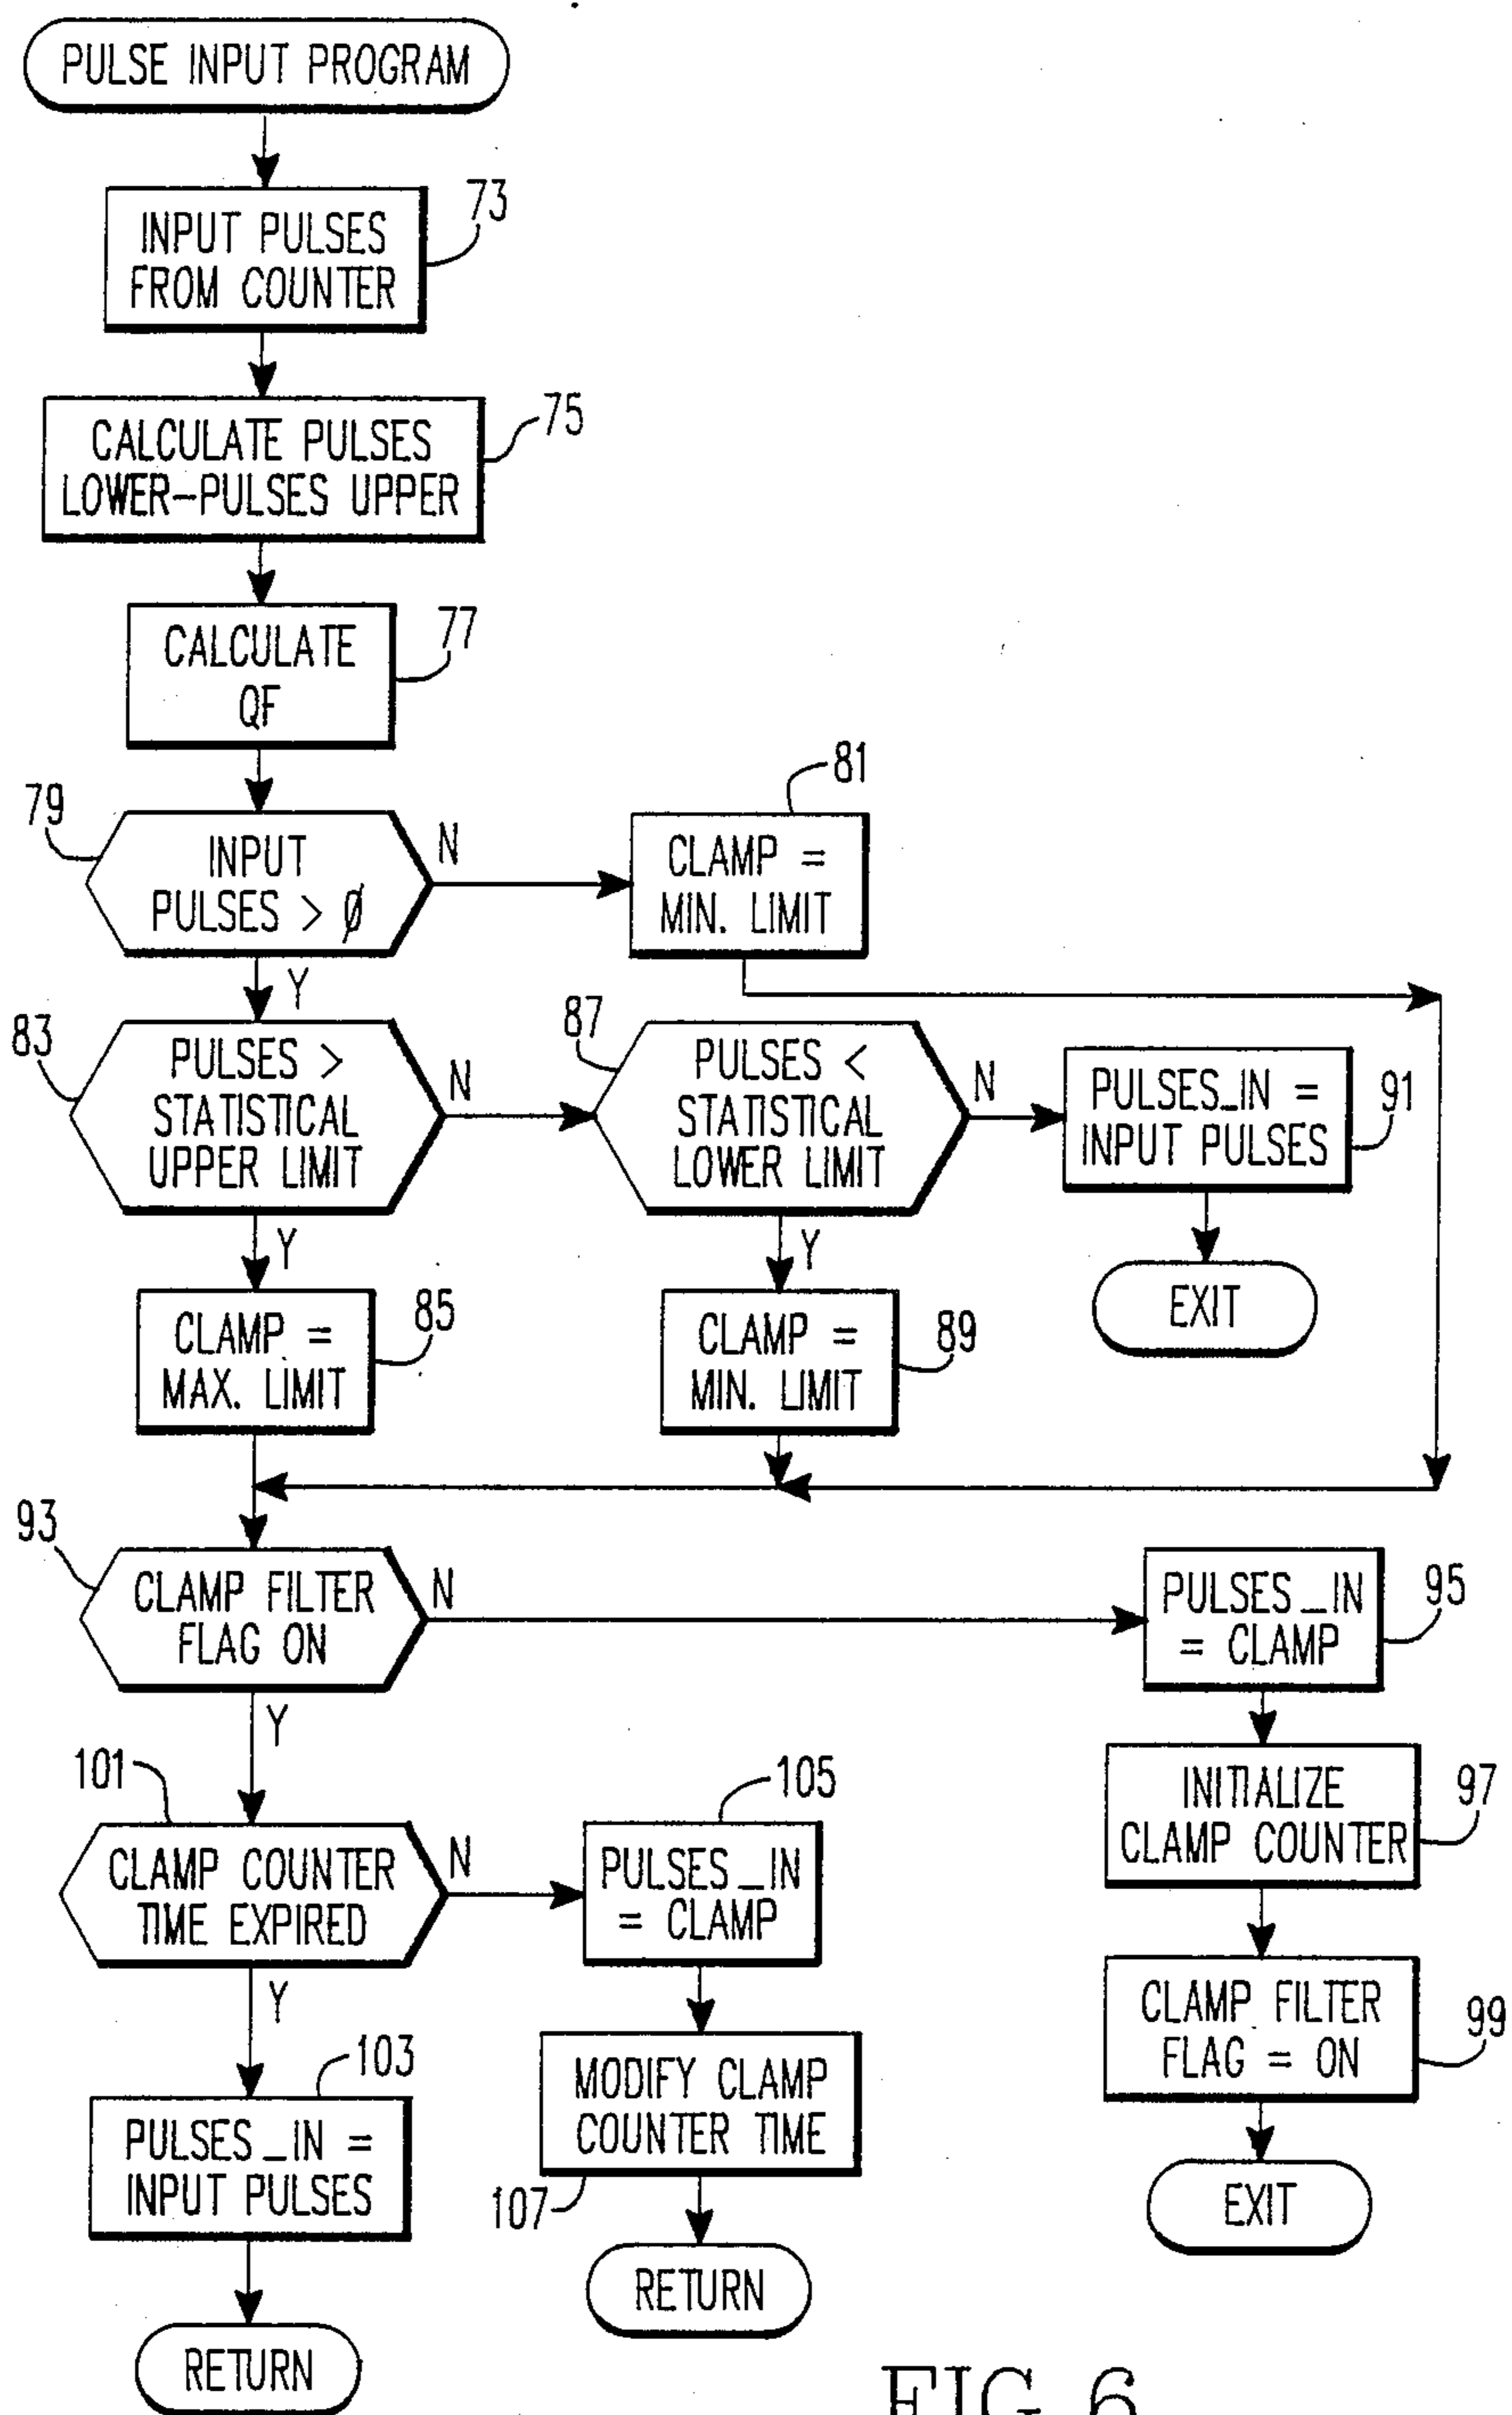 PULSE INPUT PROGRAM
73
INPUT PULSES
FROM COUNTER
75
CALCULATE PULSES
LOWER-PULSES UPPER
77
CALCULATE
QF
79
INPUT
PULSES > Ø
N
81
CLAMP =
MIN. LIMIT
Y
83
PULSES >
STATISTICAL
UPPER LIMIT
N
87
PULSES <
STATISTICAL
LOWER LIMIT
N
PULSES_IN =
INPUT PULSES
91
Y
Y
EXIT
CLAMP =
MAX. LIMIT
85
CLAMP =
MIN. LIMIT
89
93
CLAMP FILTER
FLAG ON
N
PULSES_IN
= CLAMP
95
Y
INITIALIZE
CLAMP COUNTER
97
101
CLAMP COUNTER
TIME EXPIRED
N
105
PULSES_IN
= CLAMP
Y
CLAMP FILTER
FLAG = ON
99
103
PULSES_IN =
INPUT PULSES
MODIFY CLAMP
COUNTER TIME
107
EXIT
RETURN
RETURN
FIG. 6